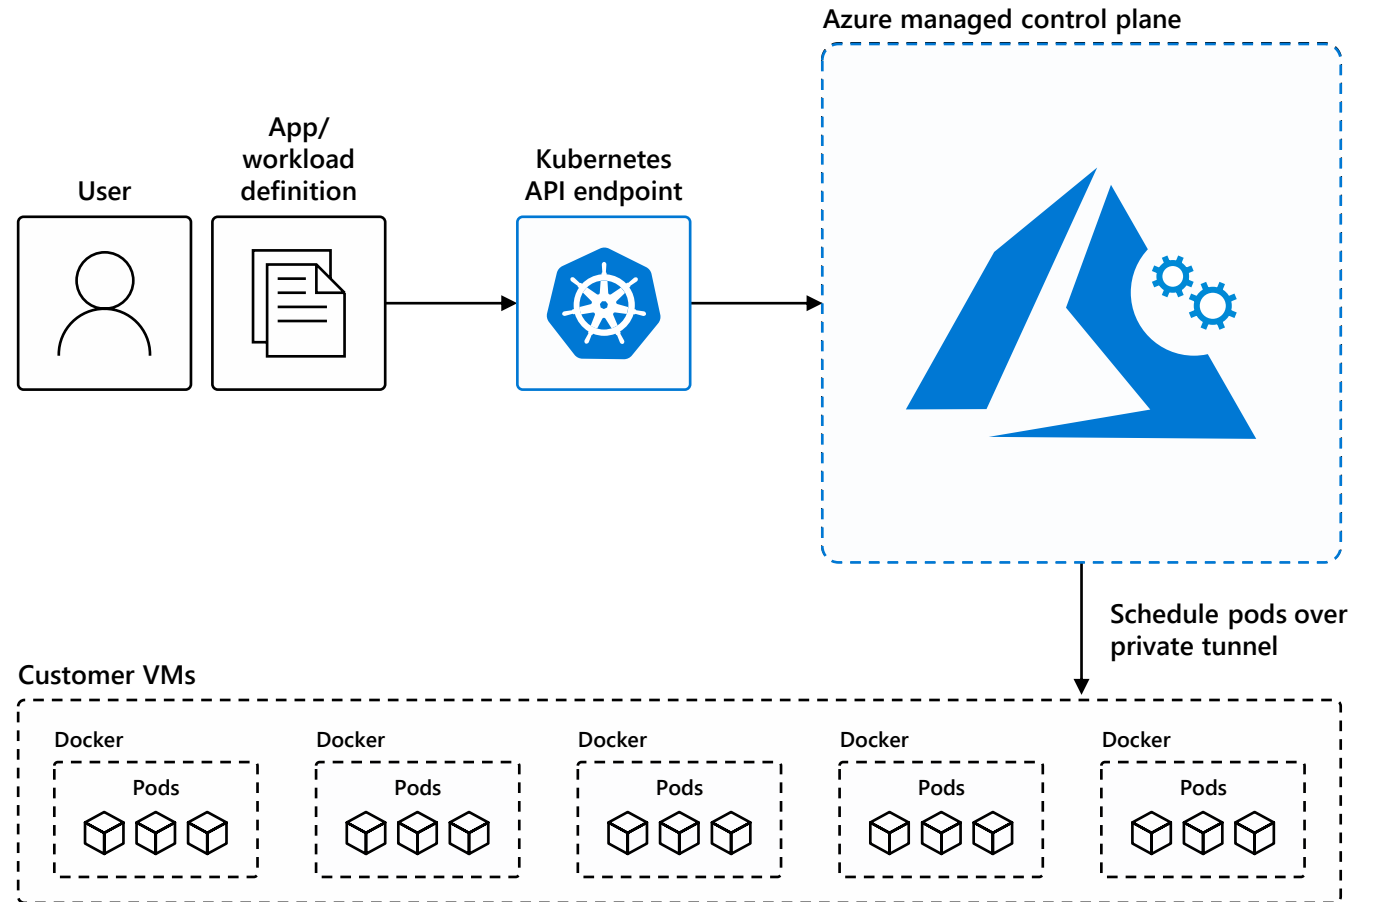 Azure managed control plane
App/
workload
definition
User
Kubernetes
API endpoint
Schedule pods over
private tunnel
Customer VMs
Docker
Docker
Docker
Docker
Docker
Pods
Pods
Pods
Pods
Pods